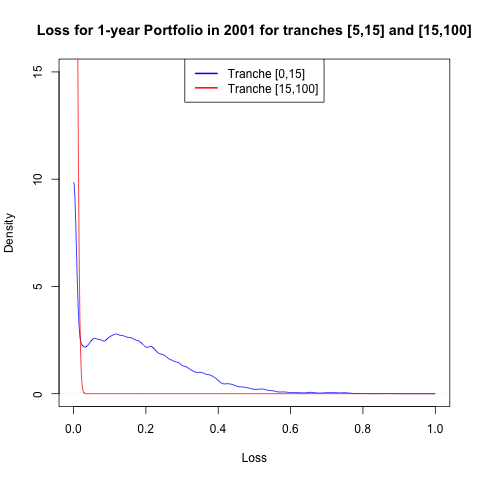 Loss for 1-year Portfolio in 2001 for tranches [5,15] and [15,100]
Tranche [0,15]
Tranche [15,100]
15
10
5
0
Density
0.0 0.2 0.4 0.6 0.8 1.0
Loss